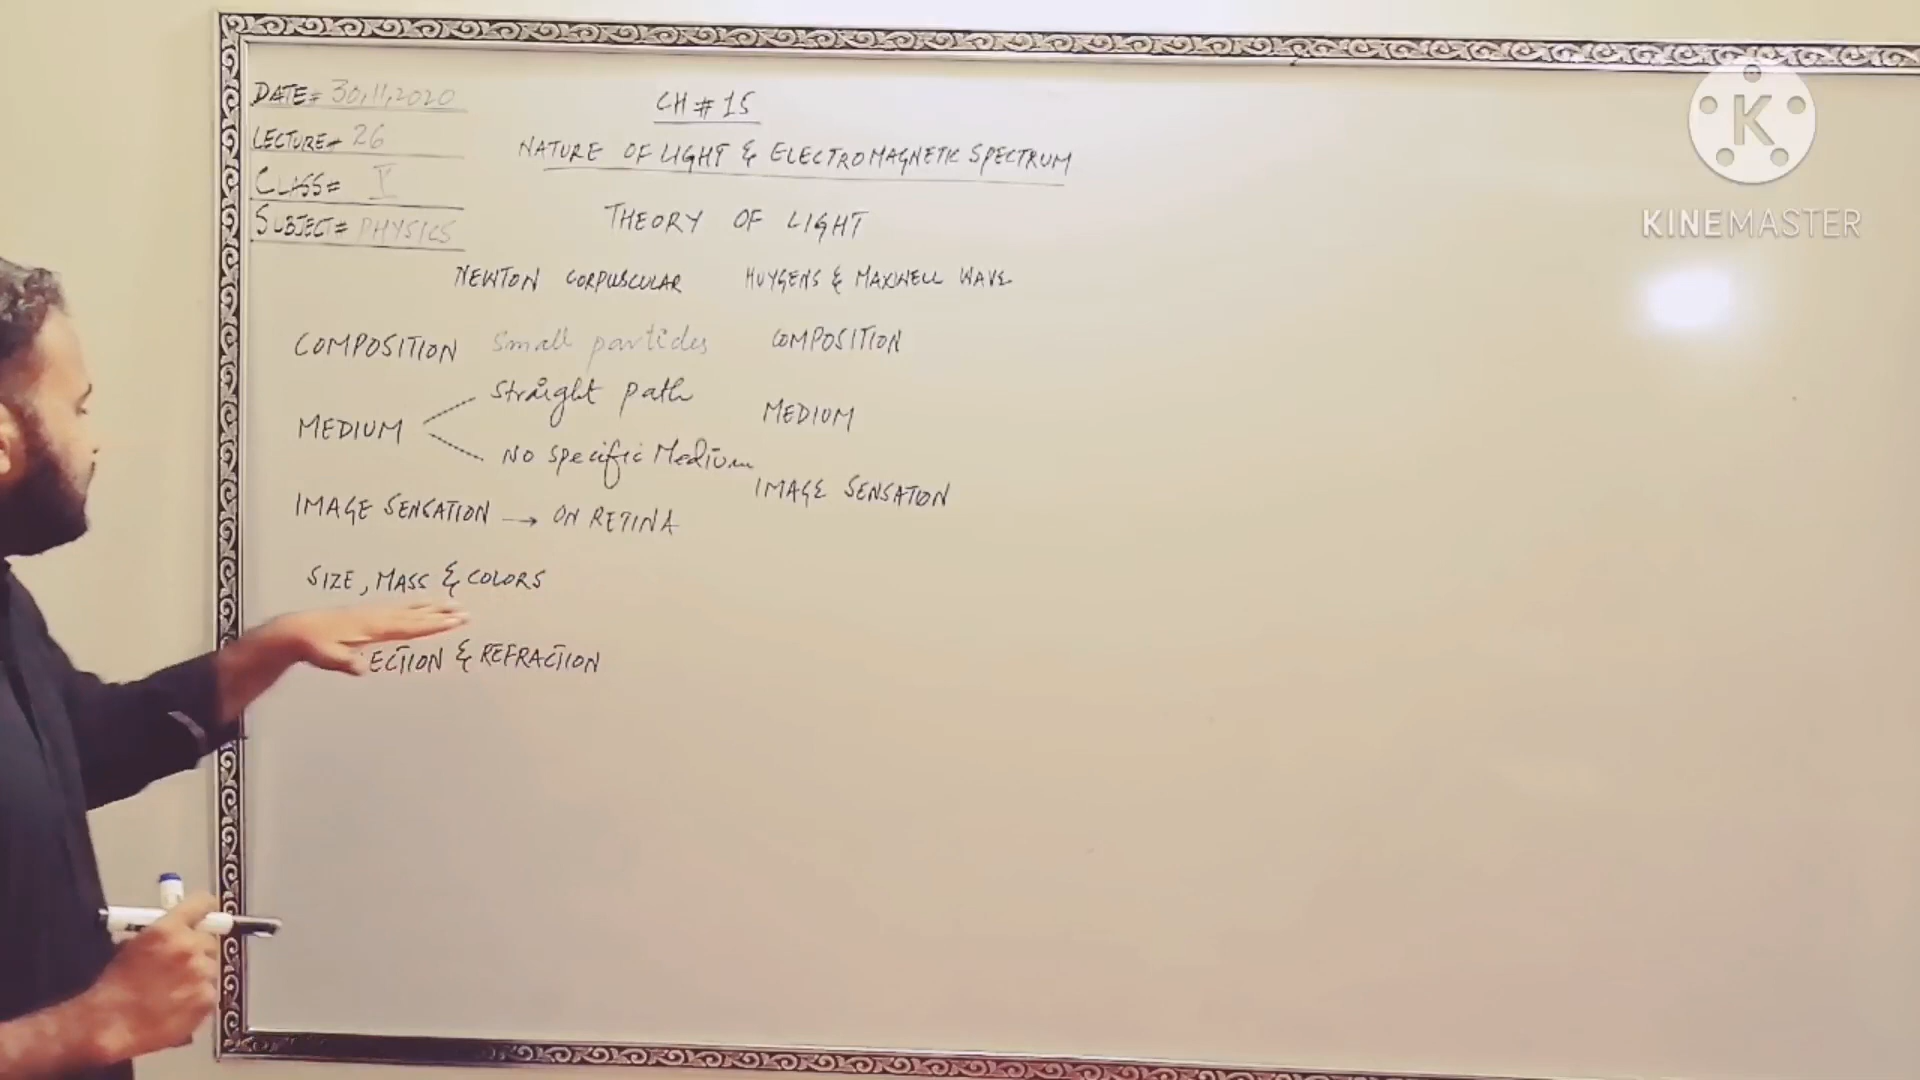 DATE# 30,11,2020
LECTURE# 26
CLASS# X
SUBJECT# PHYSICS
CH # 15
NATURE OF LIGHT & ELECTROMAGNETIC SPECTRUM
THEORY OF LIGHT
NEWTON CORPUSCULAR
HUYGENS & MAXWELL WAVE
COMPOSITION Small particles
MEDIUM
Straight path
No specific Medium
IMAGE SENSATION → ON RETINA
SIZE, MASS & COLORS
ECTION & REFRACTION
COMPOSITION
MEDIUM
IMAGE SENSATION
K
KINEMASTER